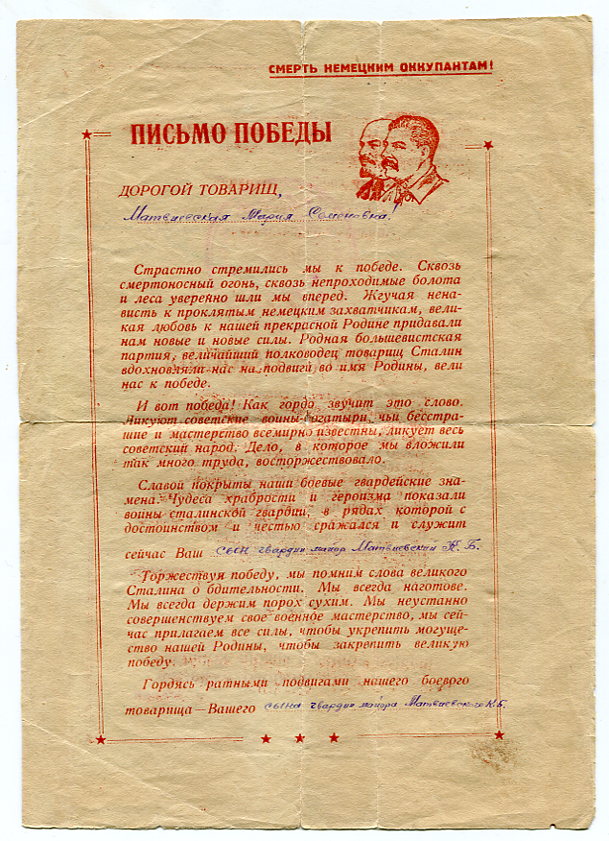 СМЕРТЬ НЕМЕЦКИМ ОККУПАНТАМ!
ПИСЬМО ПОБЕДЫ
ДОРОГОЙ ТОВАРИЩ,
Матвиевская Мария Семеновна!
Страстно стремились мы к победе. Сквозь
смертоносный огонь, сквозь непроходимые болота
и леса уверенно шли мы вперед. Жгучая нена-
висть к проклятым немецким захватчикам, вели-
кая любовь к нашей прекрасной Родине придавали
нам новые и новые силы. Родная большевистская
партия, величайший полководец товарищ Сталин
вдохновляла нас на подвиги во имя Родины, вели
нас к победе.
И вот победа! Как гордо звучит это слово.
Ликуют советские воины-богатыри, чьи бесстра-
шие и мастерство всемирно известны, ликует весь
советский народ. Дело, в которое мы вложили
так много труда, восторжествовало.
Славой покрыты наши боевые гвардейские зна-
мена. Чудеса храбрости и героизма показали
воины сталинской гвардии, в рядах которой с
достоинством и честью сражался и служит
сейчас Ваш сын гвардии майор Матвиевский К. Б.
Торжествуя победу, мы помним слова великого
Сталина о бдительности. Мы всегда наготове.
Мы всегда держим порох сухим. Мы неустанно
совершенствуем свое военное мастерство, мы сей-
час прилагаем все силы, чтобы укрепить могуще-
ство нашей Родины, чтобы закрепить великую
победу.
Гордясь ратными подвигами нашего боевого
товарища — Вашего сына гвардии майора Матвиевского К. Б.